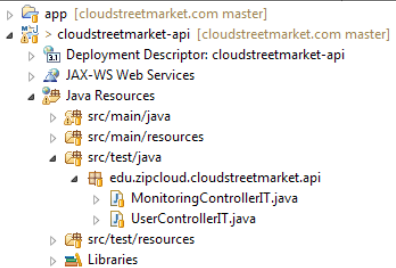 app [cloudstreetmarket.com master]
> cloudstreetmarket-api [cloudstreetmarket.com master]
Deployment Descriptor: cloudstreetmarket-api
JAX-WS Web Services
Java Resources
src/main/java
src/main/resources
src/test/java
edu.zipcloud.cloudstreetmarket.api
MonitoringControllerIT.java
UserControllerIT.java
src/test/resources
Libraries